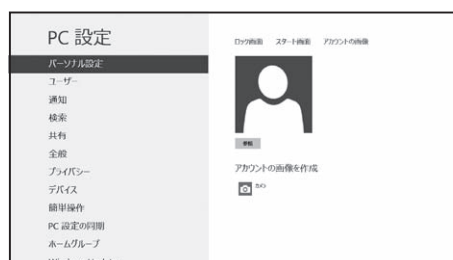 PC 設定
パーソナル設定
ユーザー
通知
検索
共有
全般
プライバシー
デバイス
簡単操作
PC 設定の同期
ホームグループ
ロック画面 スタート画面 アカウントの画像
参照
アカウントの画像を作成
カメラ